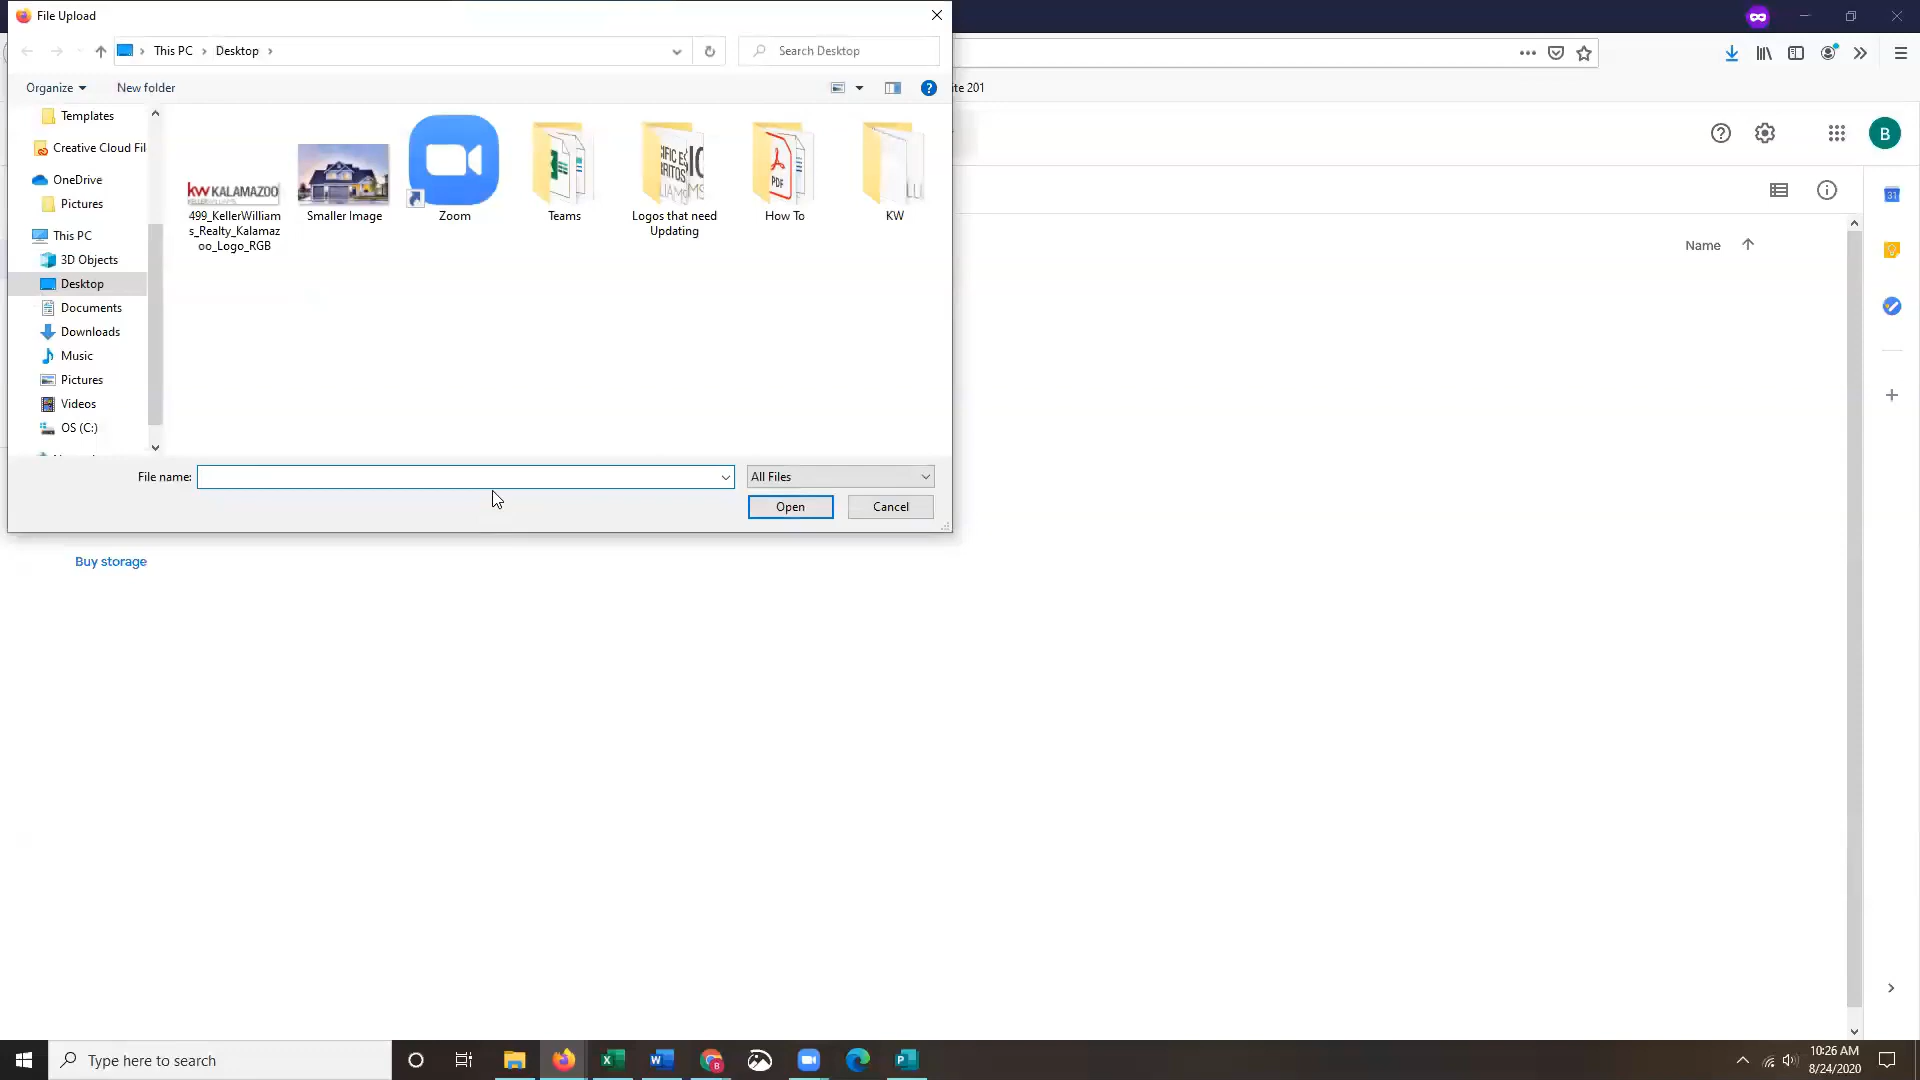 File Upload
This PC
Desktop
Search Desktop
Organize
New folder
ite 201
Templates
Creative Cloud Fil
OneDrive
Pictures
This PC
3D Objects
Desktop
Documents
Downloads
Music
Pictures
Videos
OS (C:)
kw KALAMAZOO
499_KellerWilliam
s_Realty_Kalamaz
oo_Logo_RGB
Smaller Image
Zoom
Teams
Logos that need
Updating
PDF
How To
KW
B
Name
31
File name:
All Files
Open
Cancel
Buy storage
Type here to search
10:26 AM
8/24/2020